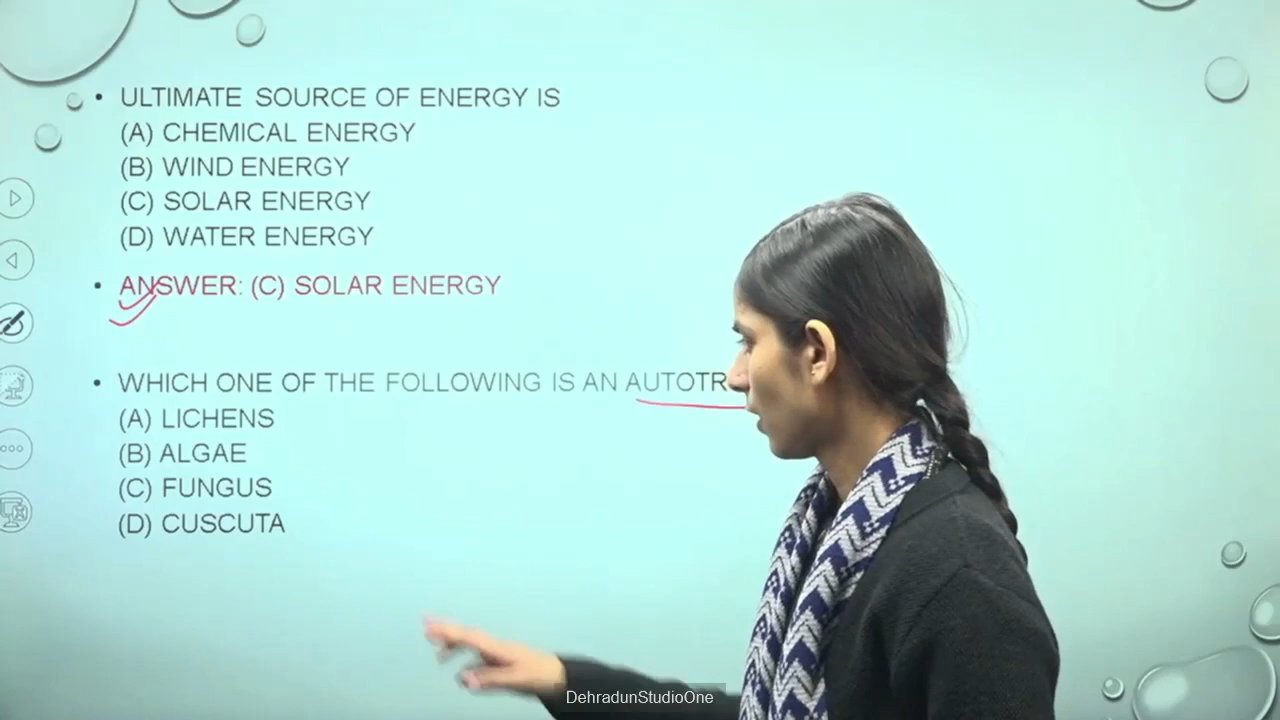 • ULTIMATE SOURCE OF ENERGY IS
(A) CHEMICAL ENERGY
(B) WIND ENERGY
(C) SOLAR ENERGY
(D) WATER ENERGY
• ANSWER: (C) SOLAR ENERGY
• WHICH ONE OF THE FOLLOWING IS AN AUTOTR
(A) LICHENS
(B) ALGAE
(C) FUNGUS
(D) CUSCUTA
DehradunStudioOne